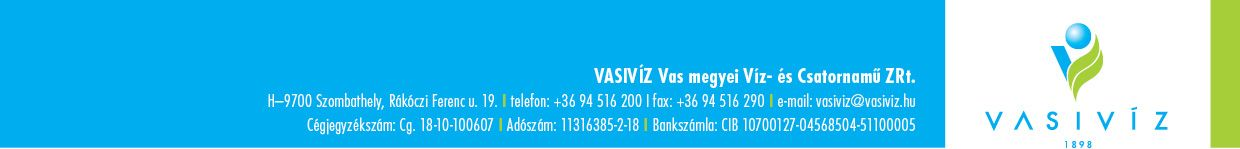 VASIVÍZ Vas megyei Víz- és Csatornamű ZRt.
H–9700 Szombathely, Rákóczi Ferenc u. 19. | telefon: +36 94 516 200 | fax: +36 94 516 290 | e-mail: vasiviz@vasiviz.hu
Cégjegyzékszám: Cg. 18-10-100607 | Adószám: 11316385-2-18 | Bankszámla: CIB 10700127-04568504-51100005
VASIVÍZ
1898